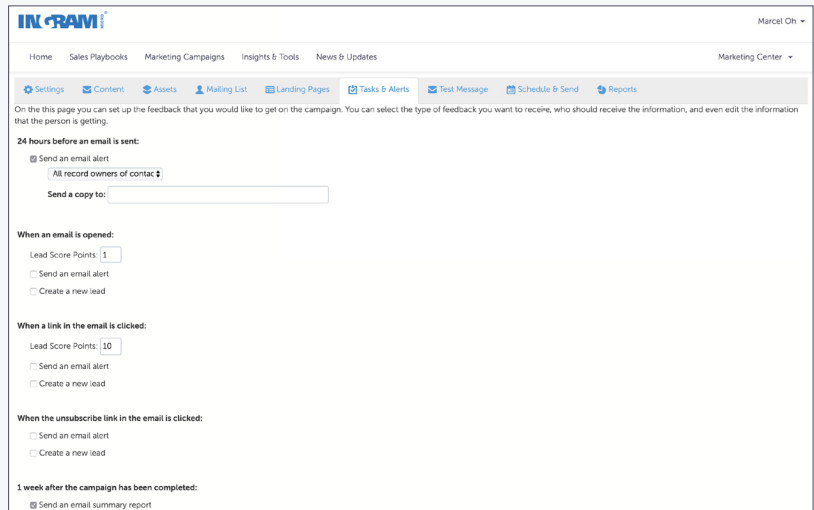 INGRAM
Marcel Oh
Home Sales Playbooks Marketing Campaigns Insights & Tools News & Updates Marketing Center
Settings Content Assets Mailing List Landing Pages Tasks & Alerts Test Message Schedule & Send Reports
On the this page you can set up the feedback that you would like to get on the campaign. You can select the type of feedback you want to receive, who should receive the information, and even edit the information
that the person is getting.
24 hours before an email is sent:
Send an email alert
All record owners of contac
Send a copy to:
When an email is opened:
Lead Score Points: 1
Send an email alert
Create a new lead
When a link in the email is clicked:
Lead Score Points: 10
Send an email alert
Create a new lead
When the unsubscribe link in the email is clicked:
Send an email alert
Create a new lead
1 week after the campaign has been completed:
Send an email summary report